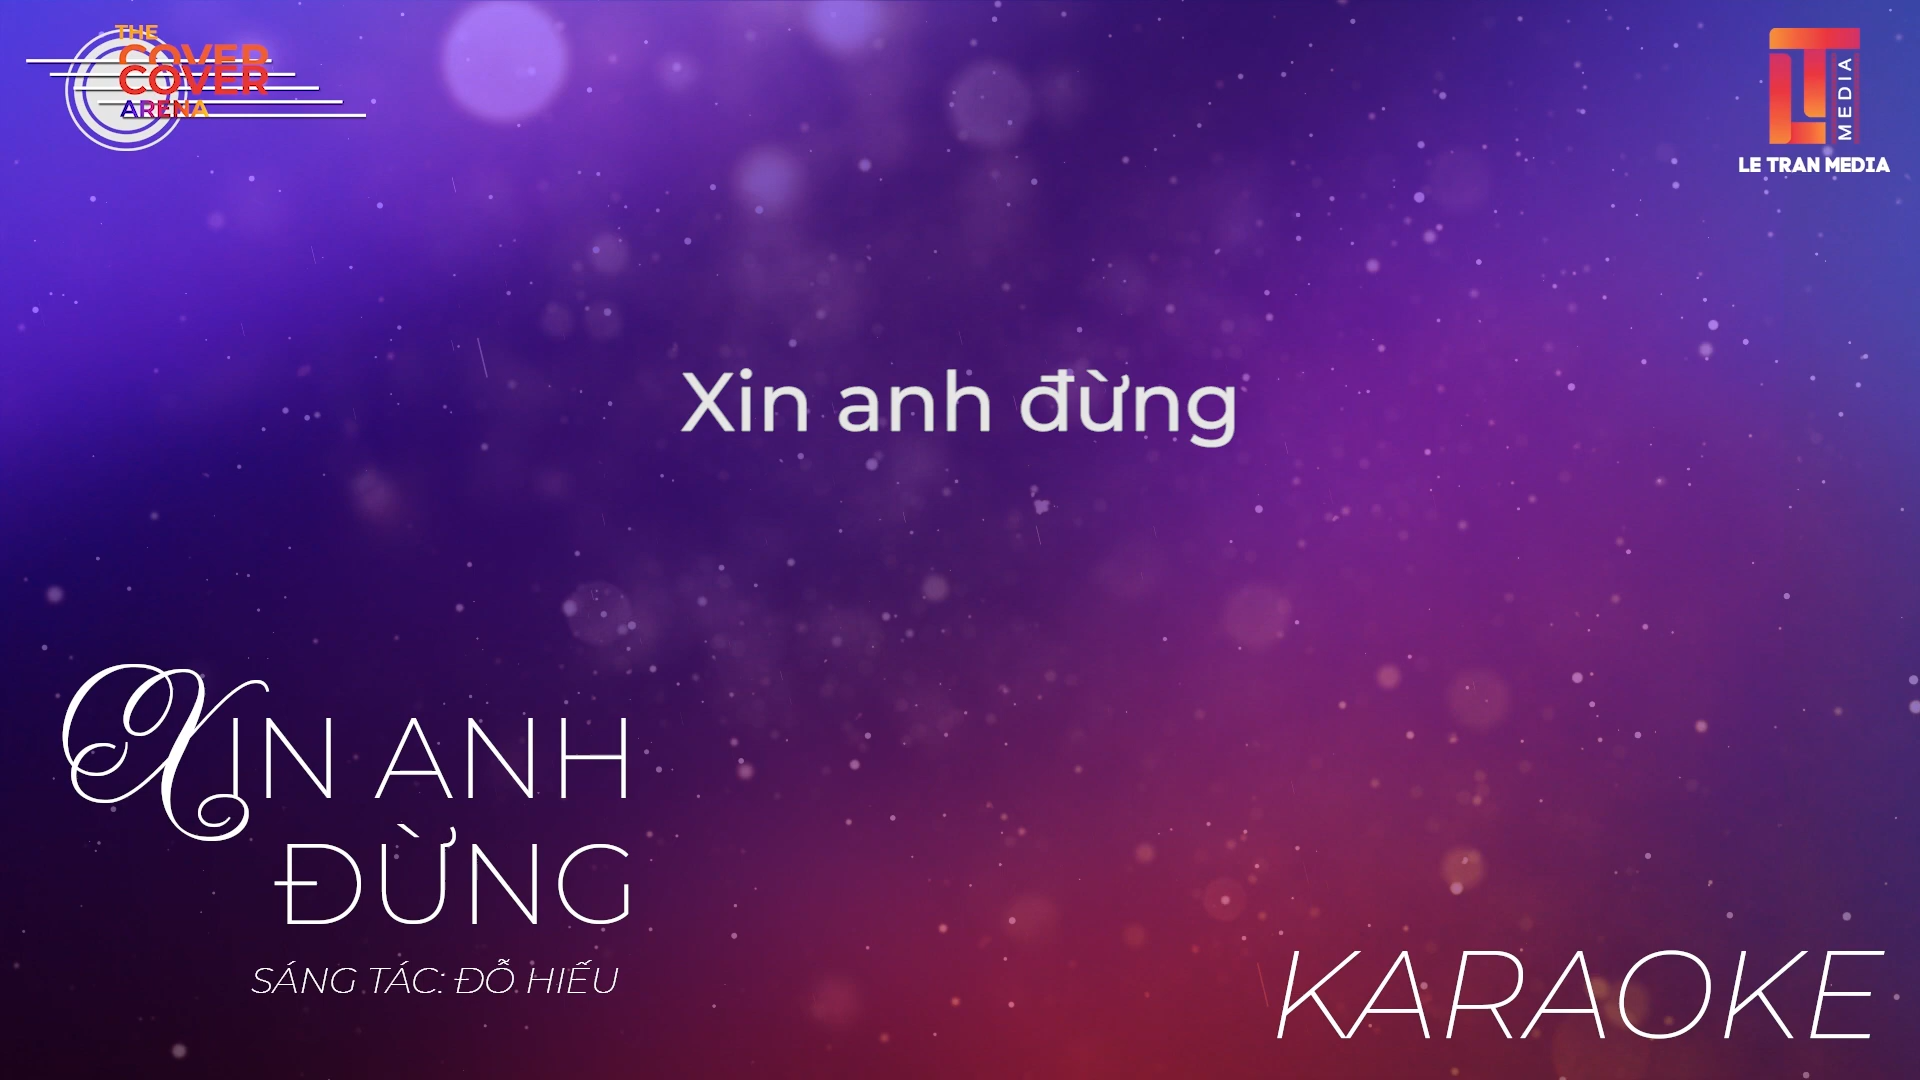 THE
COVER
COVER
ARENA
MEDIA
LE TRAN MEDIA
Xin anh đừng
XIN ANH
ĐỪNG
SÁNG TÁC: ĐỖ HIẾU
KARAOKE